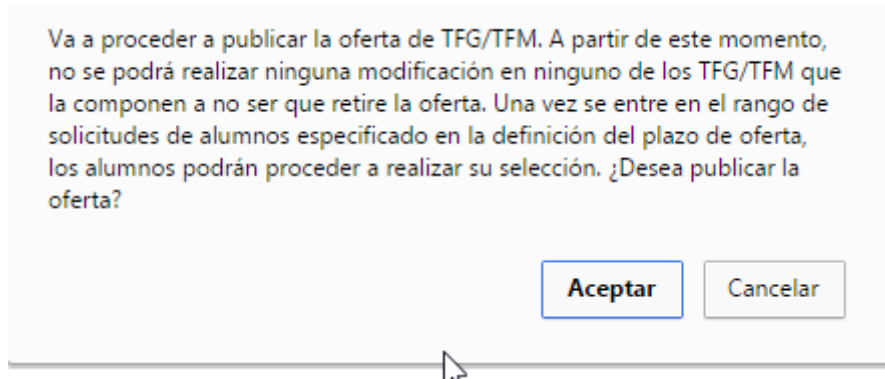 Va a proceder a publicar la oferta de TFG/TFM. A partir de este momento,
no se podrá realizar ninguna modificación en ninguno de los TFG/TFM que
la componen a no ser que retire la oferta. Una vez se entre en el rango de
solicitudes de alumnos especificado en la definición del plazo de oferta,
los alumnos podrán proceder a realizar su selección. ¿Desea publicar la
oferta?
Aceptar Cancelar